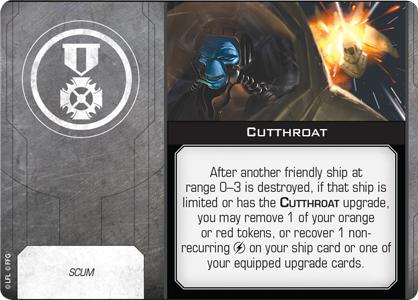 CUTTHROAT
After another friendly ship at
range 0–3 is destroyed, if that ship is
limited or has the CUTTHROAT upgrade,
you may remove 1 of your orange
or red tokens, or recover 1 non-
recurring on your ship card or one of
your equipped upgrade cards.
SCUM
©LFL ©FFG